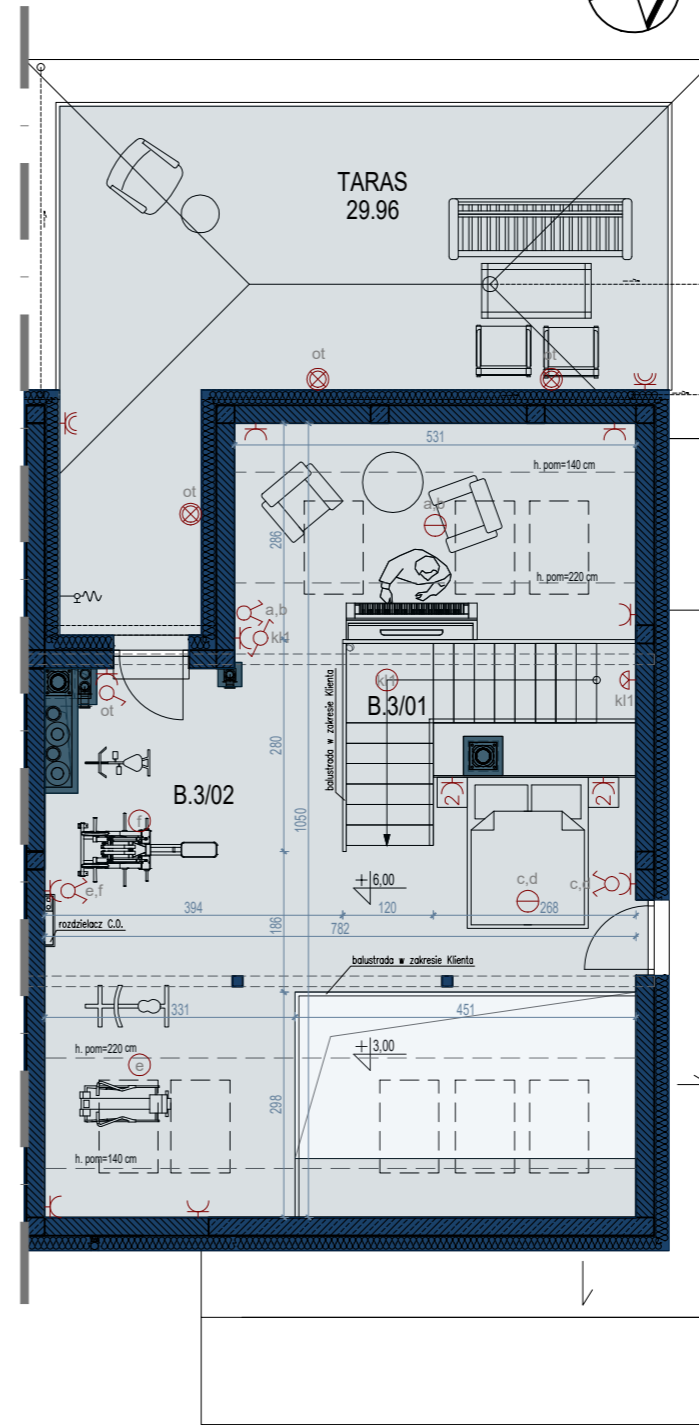 TARAS
29.96
ot
ot
531
h. pom=140 cm
ot
a,b
286
h. pom=220 cm
a,b
kl1
kl1
kl1
B.3/01
ot
balustrada w zakresie Klienta
280
B.3/02
1050
2
2
f
+6,00
e,f
c,d
c,d
394
120
268
rozdzielacz C.O.
186
782
balustrada w zakresie Klienta
331
451
h. pom=220 cm
+3,00
e
298
h. pom=140 cm